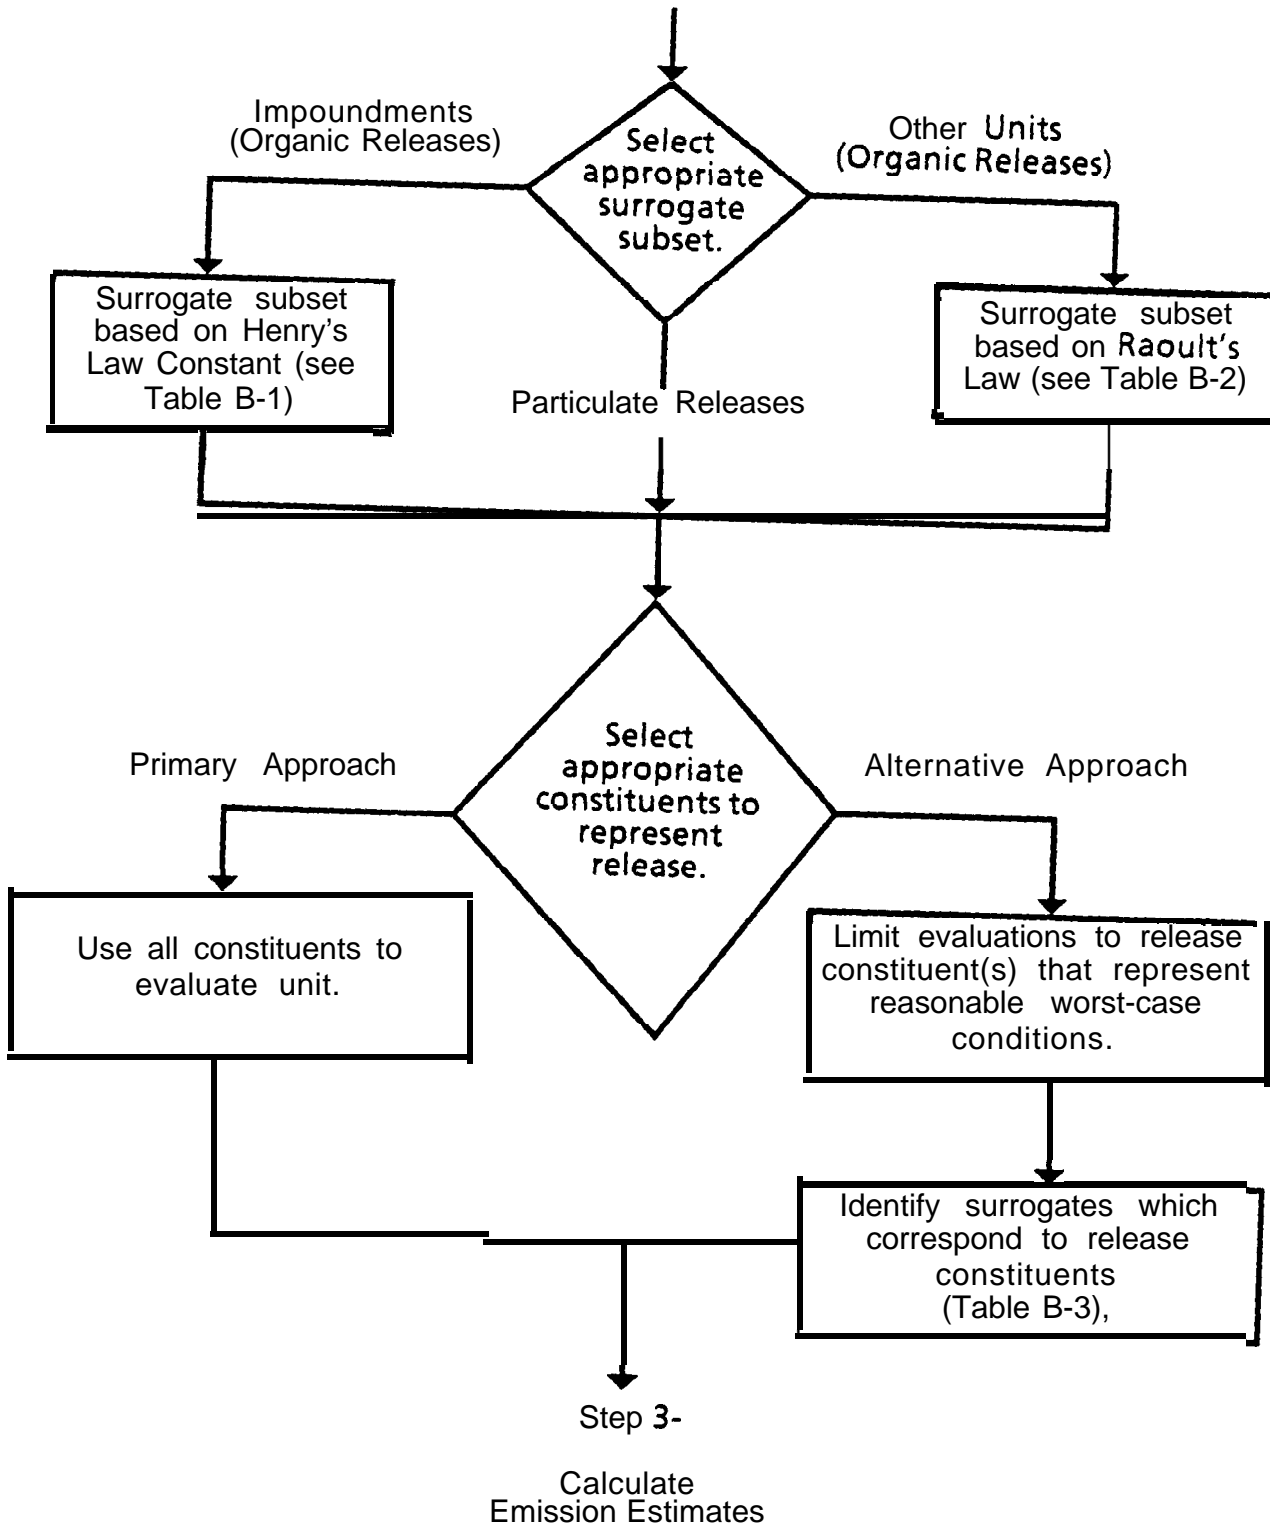 Impoundments
(Organic Releases)
Select
appropriate
surrogate
subset.
Other Units
(Organic Releases)
Surrogate subset
based on Henry's
Law Constant (see
Table B-1)
Particulate Releases
Surrogate subset
based on Raoult's
Law (see Table B-2)
Primary Approach
Select
appropriate
constituents to
represent
release.
Alternative Approach
Use all constituents to
evaluate unit.
Limit evaluations to release
constituent(s) that represent
reasonable worst-case
conditions.
Identify surrogates which
correspond to release
constituents
(Table B-3),
Step 3-
Calculate
Emission Estimates